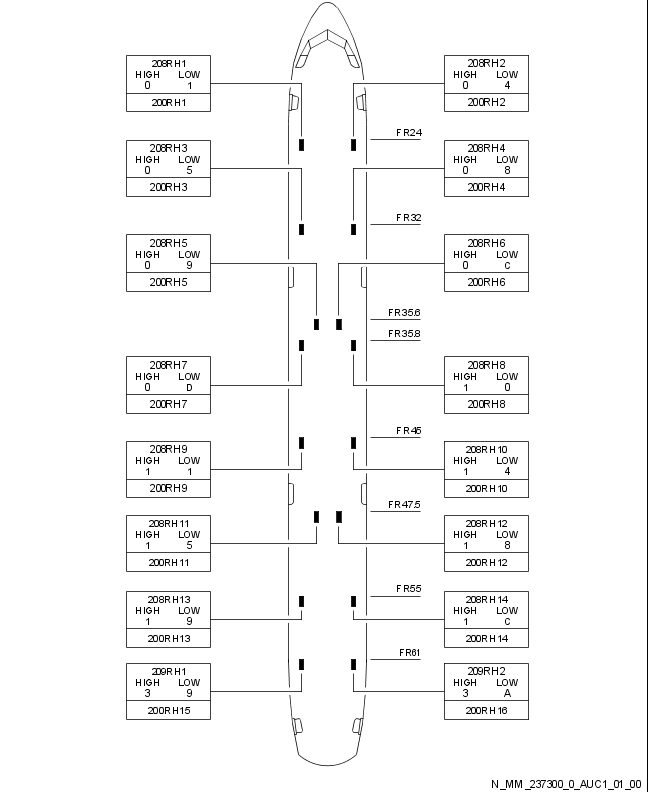 208RH1
HIGH LOW
0 1
200RH1
208RH2
HIGH LOW
0 4
200RH2
FR24
208RH3
HIGH LOW
0 5
200RH3
208RH4
HIGH LOW
0 8
200RH4
FR32
208RH5
HIGH LOW
0 9
200RH5
208RH6
HIGH LOW
0 C
200RH6
FR35.6
FR35.8
208RH7
HIGH LOW
0 D
200RH7
208RH8
HIGH LOW
1 0
200RH8
FR45
208RH9
HIGH LOW
1 1
200RH9
208RH10
HIGH LOW
1 4
200RH10
FR47.5
208RH11
HIGH LOW
1 5
200RH11
208RH12
HIGH LOW
1 8
200RH12
FR55
208RH13
HIGH LOW
1 9
200RH13
208RH14
HIGH LOW
1 C
200RH14
FR61
209RH1
HIGH LOW
3 9
200RH15
209RH2
HIGH LOW
3 A
200RH16
N_MM_237300_0_AUC1_01_00